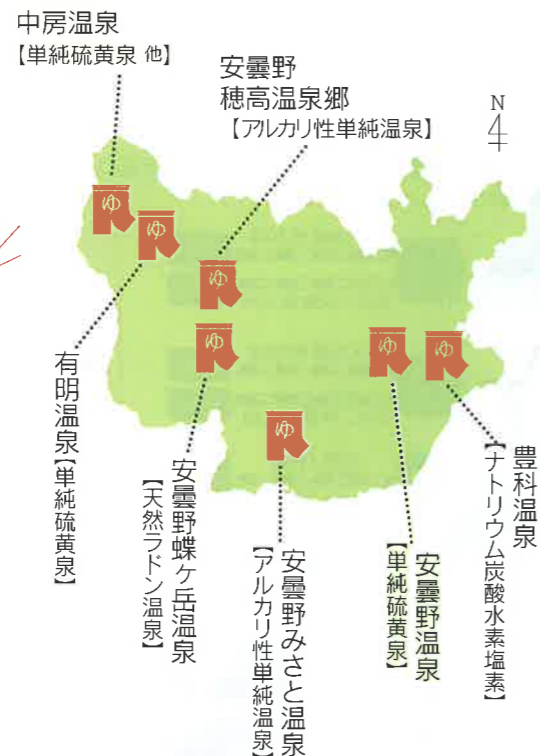 中房温泉
【単純硫黄泉 他】
安曇野
穂高温泉郷
【アルカリ性単純温泉】
N
4
ゆ
ゆ
ゆ
ゆ
ゆ
ゆ
ゆ
有明温泉【単純硫黄泉】
安曇野蝶ヶ岳温泉
【天然ラドン温泉】
安曇野みさと温泉
【アルカリ性単純温泉】
安曇野温泉
【単純硫黄泉】
豊科温泉
【ナトリウム炭酸水素塩素】